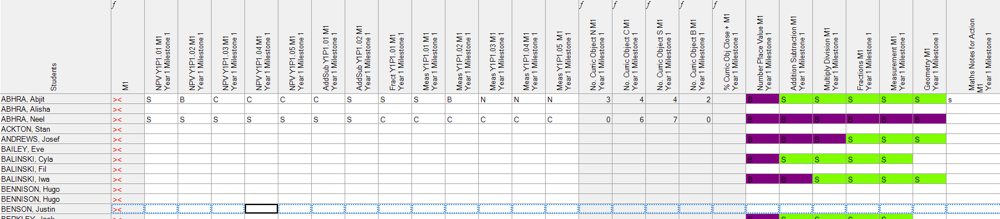 ƒ ƒ ƒ ƒ ƒ ƒ
Students
M1
NPV Y1P1.01 M1
Year 1 Milestone 1
NPV Y1P1.02 M1
Year 1 Milestone 1
NPV Y1P1.03 M1
Year 1 Milestone 1
NPV Y1P1.04 M1
Year 1 Milestone 1
NPV Y1P1.05 M1
Year 1 Milestone 1
AddSub Y1P1.01 M1
Year 1 Milestone 1
AddSub Y1P1.02 M1
Year 1 Milestone 1
Fract Y1P1.01 M1
Year 1 Milestone 1
Meas Y1P1.01 M1
Year 1 Milestone 1
Meas Y1P1.02 M1
Year 1 Milestone 1
Meas Y1P1.03 M1
Year 1 Milestone 1
Meas Y1P1.04 M1
Year 1 Milestone 1
Meas Y1P1.05 M1
Year 1 Milestone 1
No. Curric Object N M1
Year 1 Milestone 1
No. Curric Object C M1
Year 1 Milestone 1
No. Curric Object S M1
Year 1 Milestone 1
No. Curric Object B M1
Year 1 Milestone 1
% Curric Obj Close + M1
Year 1 Milestone 1
Number Place Value M1
Year 1 Milestone 1
Addition Subtraction M1
Year 1 Milestone 1
Multiply Division M1
Year 1 Milestone 1
Fractions M1
Year 1 Milestone 1
Measurement M1
Year 1 Milestone 1
Geometry M1
Year 1 Milestone 1
Maths Notes for Action
M1
Year 1 Milestone 1
ABHRA, Abjit >< S B C C C C S S S B N N N 3 4 4 2 B S S S S S s
ABHRA, Alisha ><
ABHRA, Neel >< S S S S S S S C C C C C C 0 6 7 0 B B B B B B
ACKTON, Stan ><
ANDREWS, Josef >< B B B S S S
BAILEY, Eve ><
BALINSKI, Cyla >< B S S S S
BALINSKI, Fil ><
BALINSKI, Iwa >< B B S S S S
BENNISON, Hugo ><
BENNISON, Hugo ><
BENSON, Justin ><
BERKLEY, Jack >< B S S S S